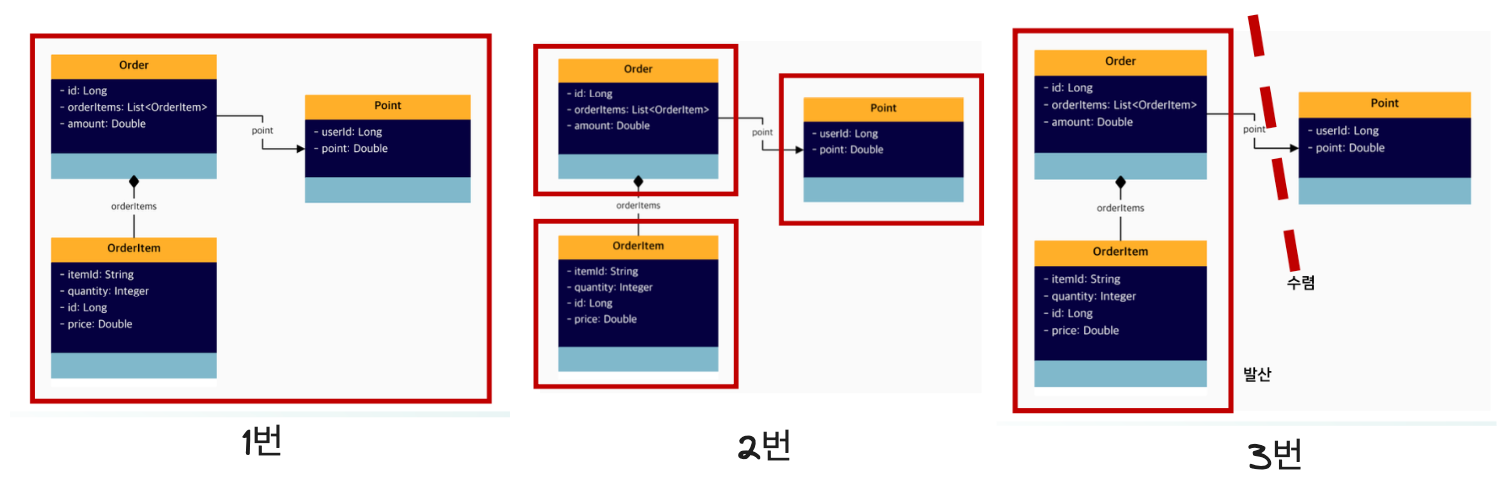 Order
- id: Long
- orderItems: List<OrderItem>
- amount: Double
point
Point
- userId: Long
- point: Double
orderItems
OrderItem
- itemId: String
- quantity: Integer
- id: Long
- price: Double
1번
Order
- id: Long
- orderItems: List<OrderItem>
- amount: Double
point
Point
- userId: Long
- point: Double
orderItems
OrderItem
- itemId: String
- quantity: Integer
- id: Long
- price: Double
2번
Order
- id: Long
- orderItems: List<OrderItem>
- amount: Double
point
Point
- userId: Long
- point: Double
orderItems
OrderItem
- itemId: String
- quantity: Integer
- id: Long
- price: Double
수렴
발산
3번